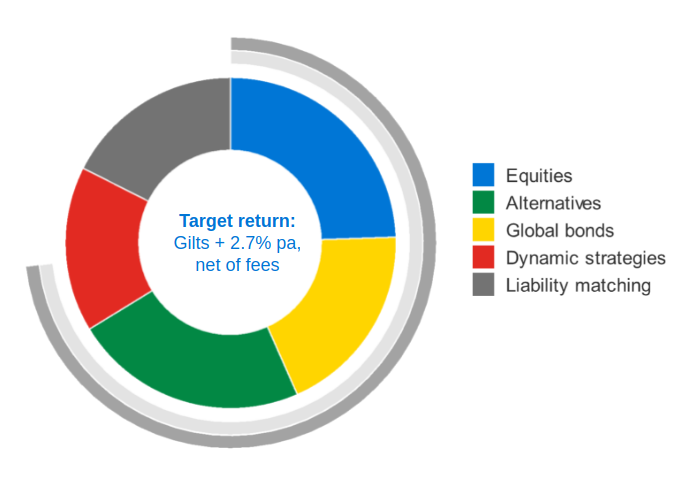 Target return:
Gilts + 2.7% pa,
net of fees
Equities
Alternatives
Global bonds
Dynamic strategies
Liability matching